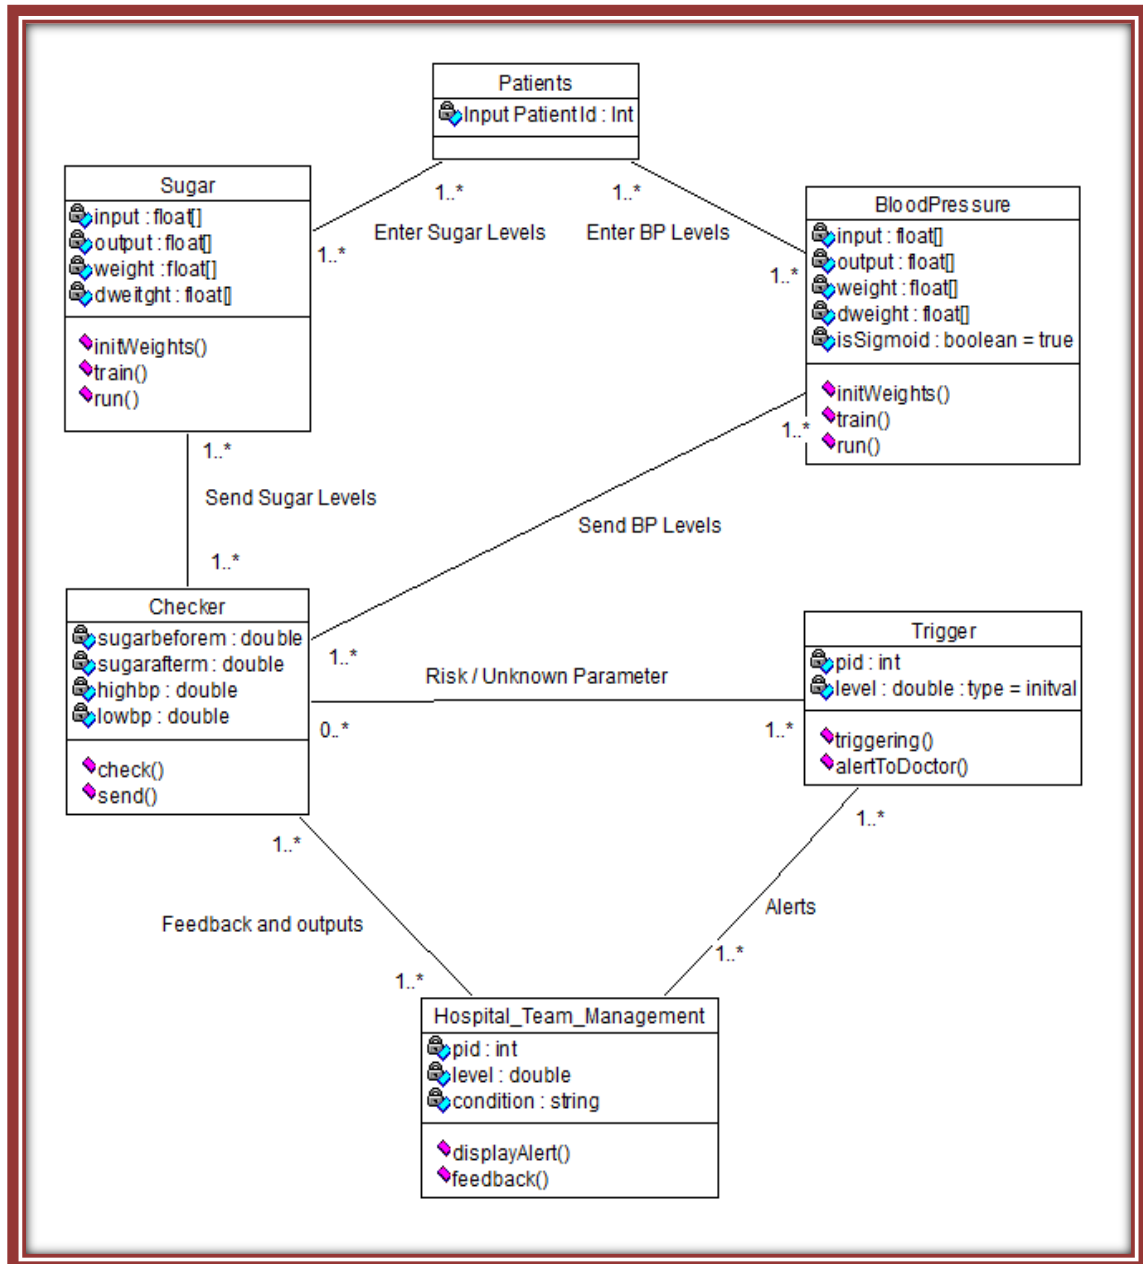 Patients
Input Patient Id : Int
1..*
1..*
Enter Sugar Levels
Enter BP Levels
Sugar
input : float[]
output : float[]
weight : float[]
dweitght : float[]
initWeights()
train()
run()
1..*
BloodPressure
input : float[]
output : float[]
weight : float[]
dweight : float[]
isSigmoid : boolean = true
initWeights()
train()
run()
1..*
1..*
1..*
Send Sugar Levels
1..*
Send BP Levels
Checker
sugarbeforem : double
sugarafterm : double
highbp : double
lowbp : double
check()
send()
1..*
Risk / Unknown Parameter
0..*
1..*
Trigger
pid : int
level : double : type = initval
triggering()
alertToDoctor()
1..*
1..*
Feedback and outputs
Alerts
1..*
1..*
Hospital_Team_Management
pid : int
level : double
condition : string
displayAlert()
feedback()